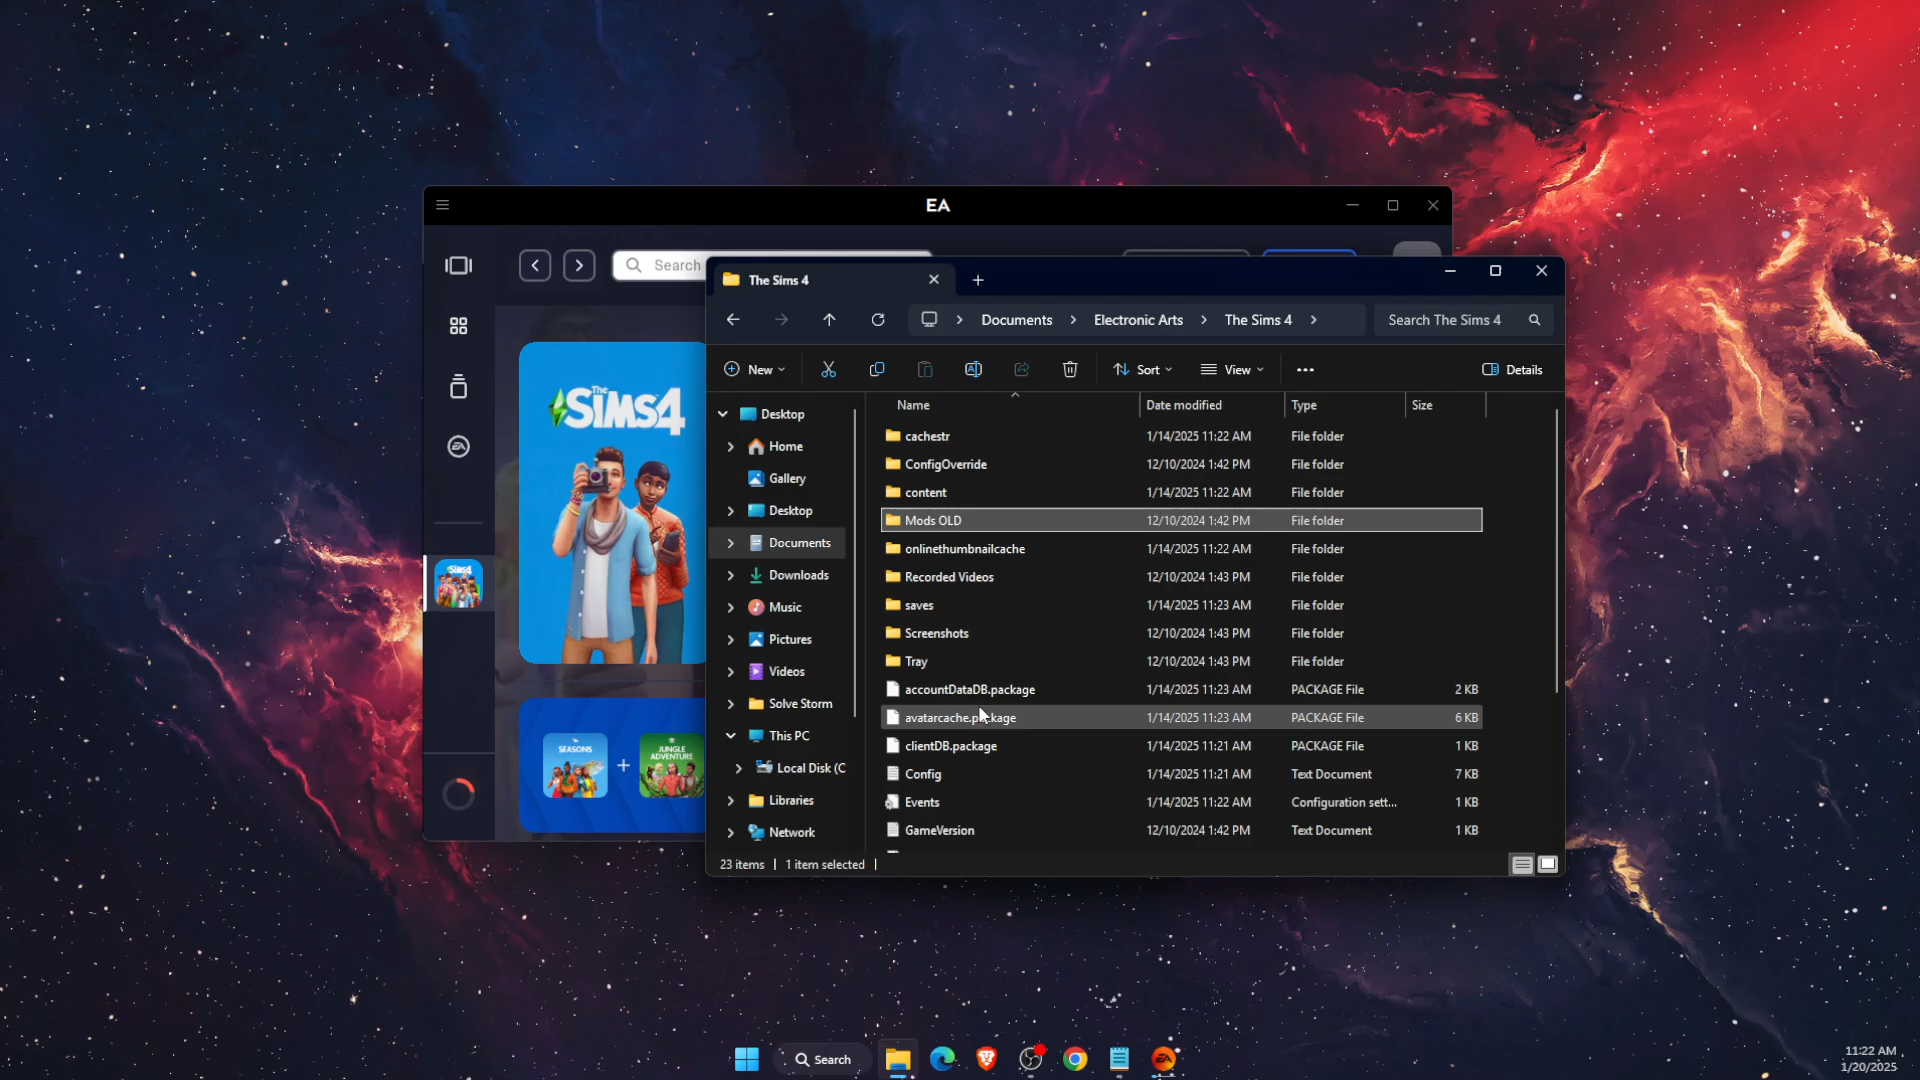 EA
Search
The Sims 4
Documents
Electronic Arts
The Sims 4
Search The Sims 4
New
Sort
View
Details
Name
Date modified
Type
Size
Desktop
Home
Gallery
Desktop
Documents
Downloads
Music
Pictures
Videos
Solve Storm
This PC
Local Disk (C
Libraries
Network
cachestr 1/14/2025 11:22 AM File folder
ConfigOverride 12/10/2024 1:42 PM File folder
content 1/14/2025 11:22 AM File folder
Mods OLD 12/10/2024 1:42 PM File folder
onlinethumbnailcache 1/14/2025 11:22 AM File folder
Recorded Videos 12/10/2024 1:43 PM File folder
saves 1/14/2025 11:23 AM File folder
Screenshots 12/10/2024 1:43 PM File folder
Tray 12/10/2024 1:43 PM File folder
accountDataDB.package 1/14/2025 11:23 AM PACKAGE File 2 KB
avatarcache.package 1/14/2025 11:23 AM PACKAGE File 6 KB
clientDB.package 1/14/2025 11:21 AM PACKAGE File 1 KB
Config 1/14/2025 11:21 AM Text Document 7 KB
Events 1/14/2025 11:22 AM Configuration sett... 1 KB
GameVersion 12/10/2024 1:42 PM Text Document 1 KB
23 items
1 item selected
The SIMS4
SIMS4
SEASONS
+
JUNGLE
ADVENTURE
Search
11:22 AM
1/20/2025